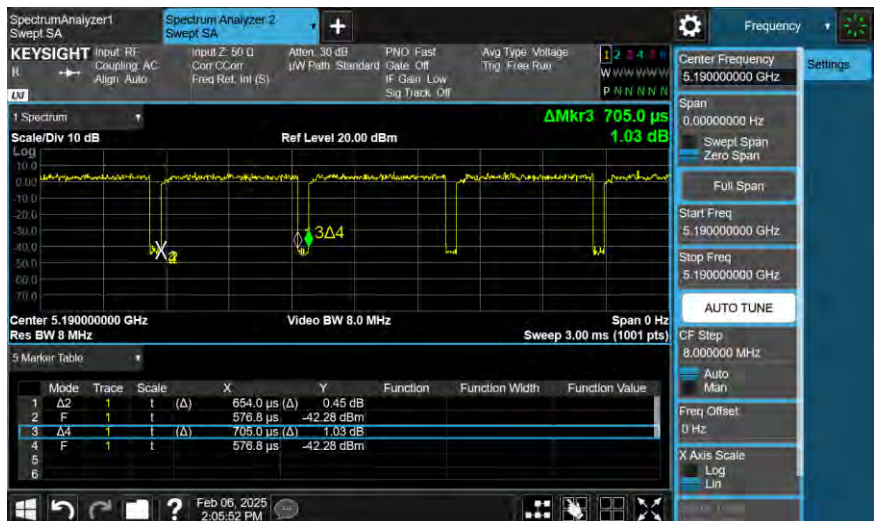 SpectrumAnalyzer1
Swept SA
Spectrum Analyzer 2
Swept SA
Frequency
KEYSIGHT
R
LXI
Input: RF
Coupling: AC
Align: Auto
Input Z: 50 Ω
Corr CCorr
Freq Ref: Int (S)
Atten: 30 dB
µW Path: Standard
PNO: Fast
Gate: Off
IF Gain: Low
Sig Track: Off
Avg Type: Voltage
Trig: Free Run
1 2 3 4 5 6
W W W W W W
P N N N N N
1 Spectrum
Scale/Div 10 dB
Ref Level 20.00 dBm
ΔMkr3 705.0 µs
1.03 dB
Log
10.0
0.00
-10.0
-20.0
-30.0
-40.0
-50.0
-60.0
-70.0
3Δ4
Center 5.190000000 GHz
Video BW 8.0 MHz
Span 0 Hz
Res BW 8 MHz
Sweep 3.00 ms (1001 pts)
5 Marker Table
Mode Trace Scale X Y Function Function Width Function Value
1 Δ2 1 t (Δ) 654.0 µs (Δ) 0.45 dB
2 F 1 t 576.8 µs -42.28 dBm
3 Δ4 1 t (Δ) 705.0 µs (Δ) 1.03 dB
4 F 1 t 576.8 µs -42.28 dBm
5
6
Feb 06, 2025
2:05:52 PM
Center Frequency
5.190000000 GHz
Settings
Span
0.00000000 Hz
Swept Span
Zero Span
Full Span
Start Freq
5.190000000 GHz
Stop Freq
5.190000000 GHz
AUTO TUNE
CF Step
8.000000 MHz
Auto
Man
Freq Offset
0 Hz
X Axis Scale
Log
Lin